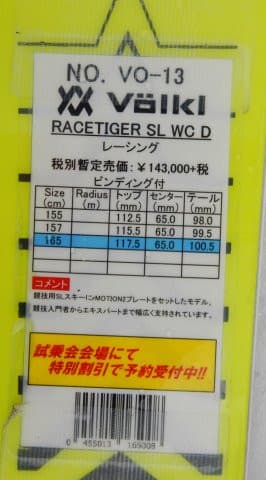 NO. VO-13
Völkl
RACETIGER SL WC D
レーシング
税別暫定売価：￥143,000+税
ビンディング付
Size (cm) Radius (m) トップ (mm) センター (mm) テール (mm)
155 112.5 65.0 98.0
157 115.5 65.0 99.5
165 117.5 65.0 100.5
コメント
競技用SLスキーにrMOTION2プレートをセットしたモデル。
競技入門者からエキスパートまで幅広く支持されています。
試乗会会場にて
特別割引で予約受付中!!
0 455013 169308